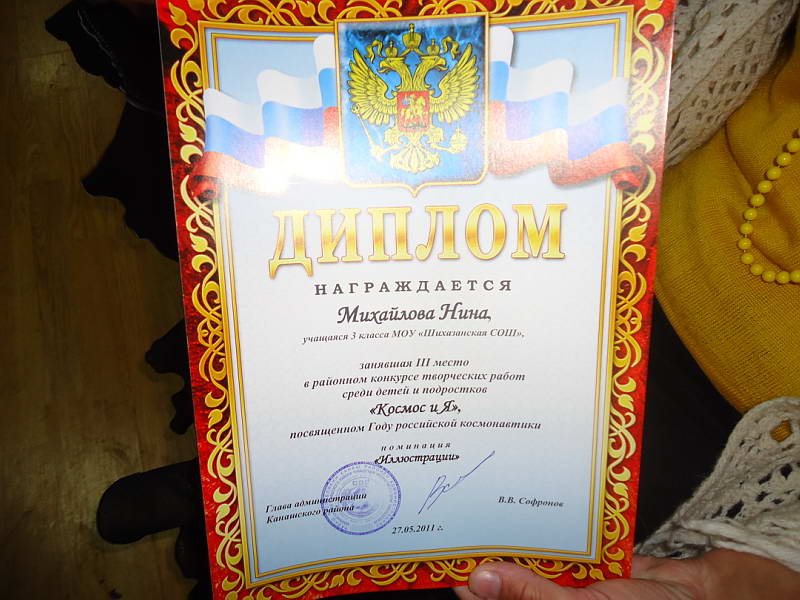 ДИПЛОМ
НАГРАЖДАЕТСЯ
Михайлова Нина,
учащаяся 3 класса МОУ «Шихазанская СОШ»,
занявшая III место
в районном конкурсе творческих работ
среди детей и подростков
«Космос и Я»,
посвященном Году российской космонавтики
номинация
«Иллюстрации»
Глава администрации
Канашского района
В.В. Софронов
27.05.2011 г.